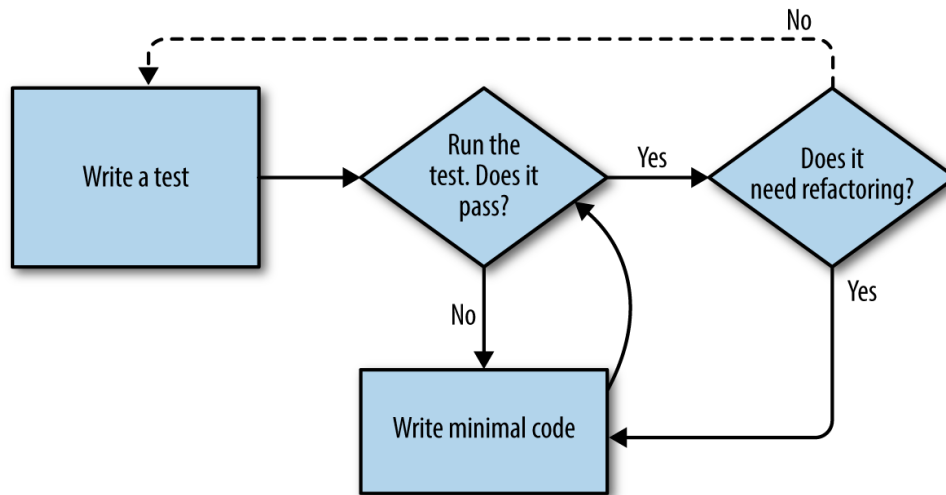 No
Write a test
Run the
test. Does it
pass?
Yes
Does it
need refactoring?
No
Yes
Write minimal code